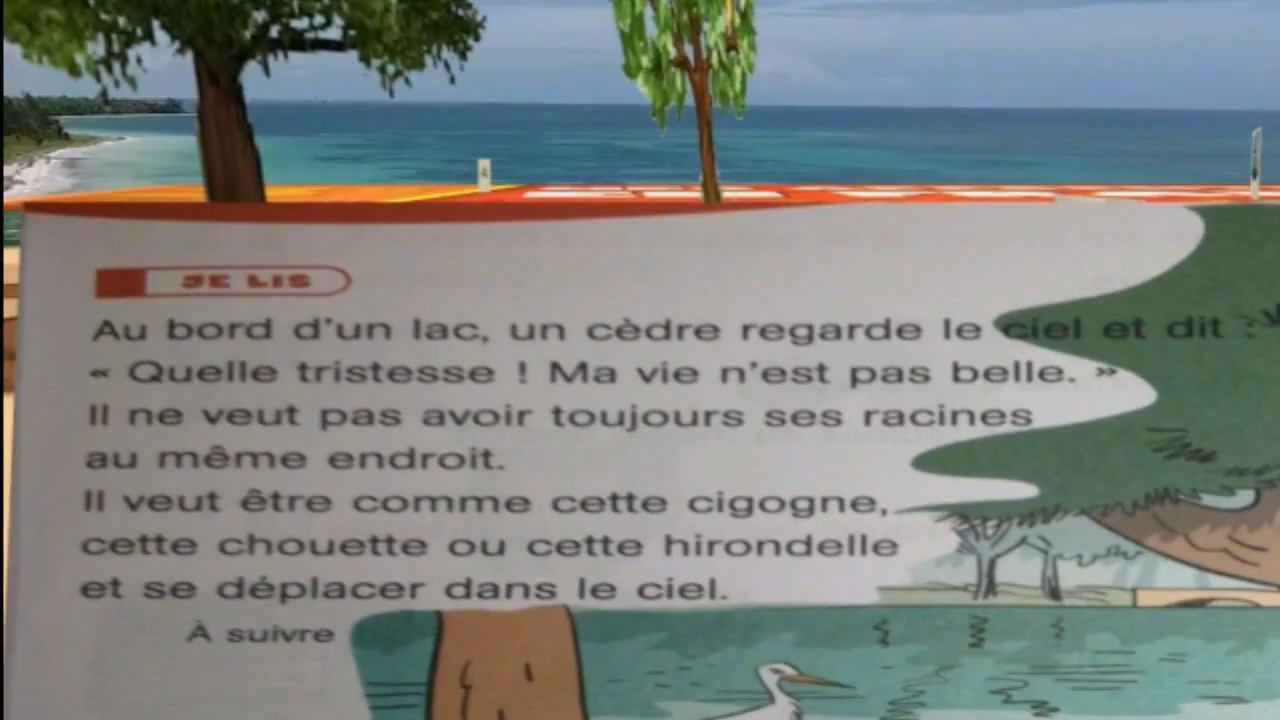 JE LIS
Au bord d'un lac, un cèdre regarde le ciel et dit :
« Quelle tristesse ! Ma vie n'est pas belle. »
Il ne veut pas avoir toujours ses racines
au même endroit.
Il veut être comme cette cigogne,
cette chouette ou cette hirondelle
et se déplacer dans le ciel.
À suivre